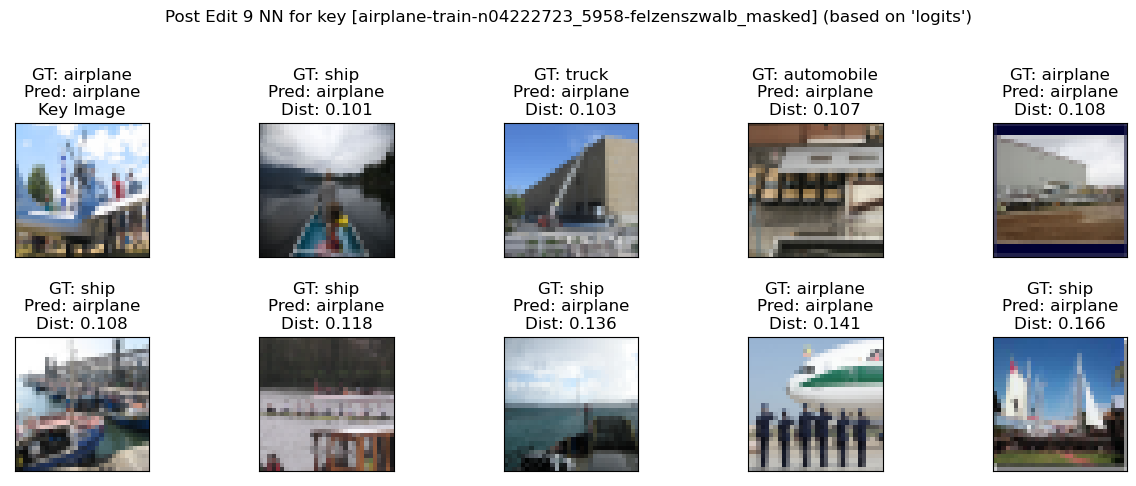 Post Edit 9 NN for key [airplane-train-n04222723_5958-felzenszwalb_masked] (based on 'logits')
GT: airplane
Pred: airplane
Key Image
GT: ship
Pred: airplane
Dist: 0.101
GT: truck
Pred: airplane
Dist: 0.103
GT: automobile
Pred: airplane
Dist: 0.107
GT: airplane
Pred: airplane
Dist: 0.108
GT: ship
Pred: airplane
Dist: 0.108
GT: ship
Pred: airplane
Dist: 0.118
GT: ship
Pred: airplane
Dist: 0.136
GT: airplane
Pred: airplane
Dist: 0.141
GT: ship
Pred: airplane
Dist: 0.166